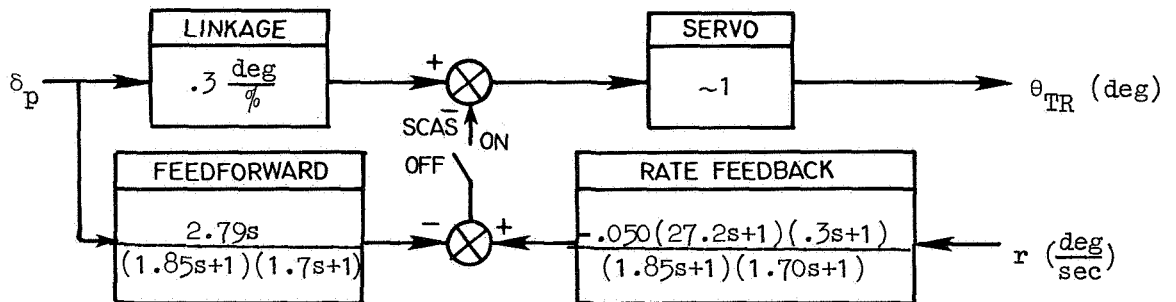 LINKAGE
SERVO
δp
.3 deg/%
+
~1
θTR (deg)
−
SCAS
ON
OFF
FEEDFORWARD
RATE FEEDBACK
2.79s
(1.85s+1)(1.7s+1)
−
+
.050(27.2s+1)(.3s+1)
(1.85s+1)(1.70s+1)
r (deg/sec)